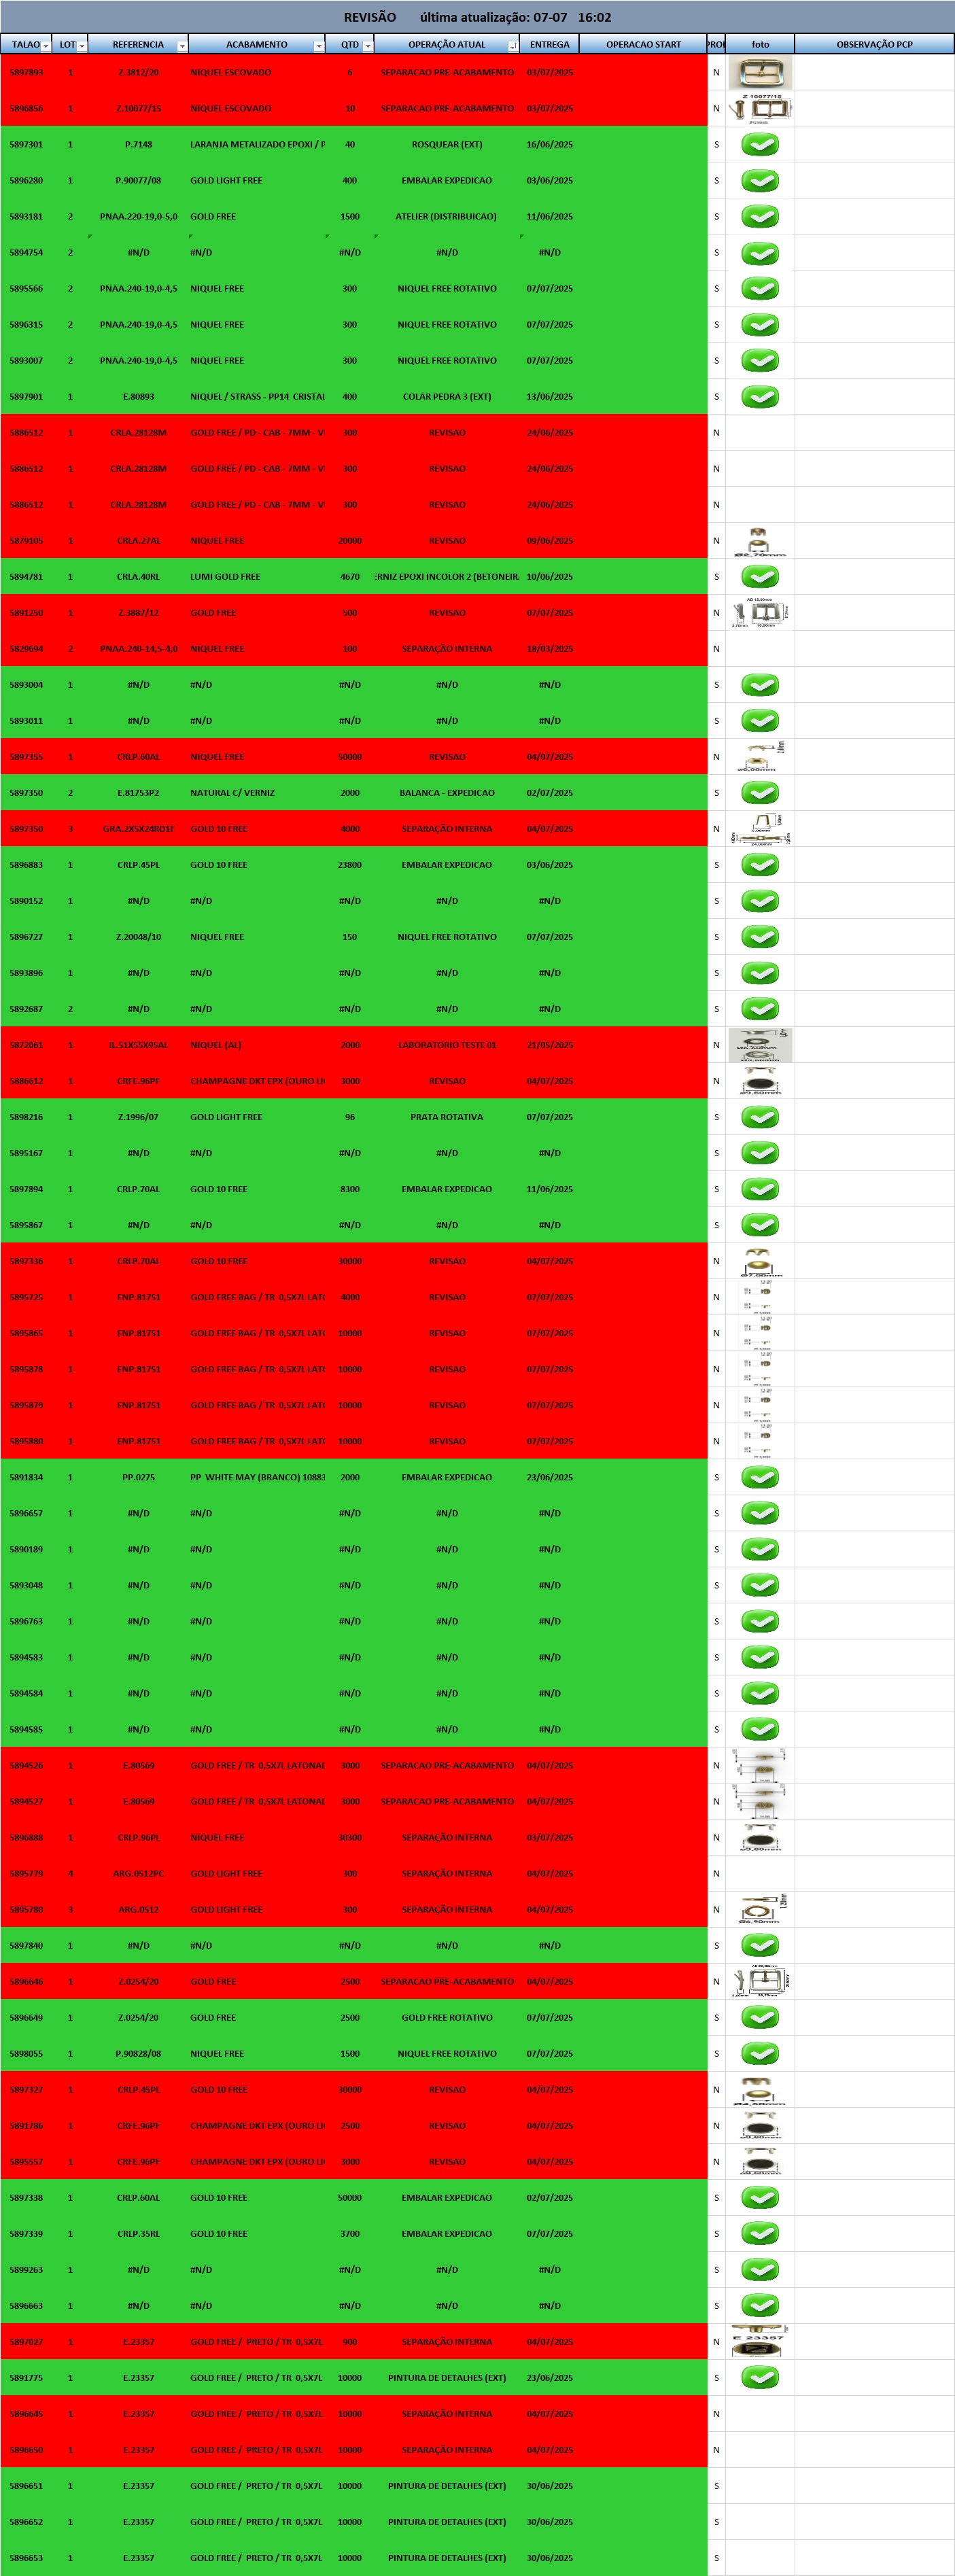 REVISÃO última atualização: 07-07 16:02
TALAO LOT REFERENCIA ACABAMENTO QTD OPERAÇÃO ATUAL ENTREGA OPERACAO START PROI foto OBSERVAÇÃO PCP
5897893 1 Z.3812/20 NIQUEL ESCOVADO 6 SEPARACAO PRE-ACABAMENTO 03/07/2025 N
5896856 1 Z.10077/15 NIQUEL ESCOVADO 10 SEPARACAO PRE-ACABAMENTO 03/07/2025 N Z 10077/15
5897301 1 P.7148 LARANJA METALIZADO EPOXI / P 40 ROSQUEAR (EXT) 16/06/2025 S
5896280 1 P.90077/08 GOLD LIGHT FREE 400 EMBALAR EXPEDICAO 03/06/2025 S
5893181 2 PNAA.220-19,0-5,0 GOLD FREE 1500 ATELIER (DISTRIBUICAO) 11/06/2025 S
5894754 2 #N/D #N/D #N/D #N/D #N/D S
5895566 2 PNAA.240-19,0-4,5 NIQUEL FREE 300 NIQUEL FREE ROTATIVO 07/07/2025 S
5896315 2 PNAA.240-19,0-4,5 NIQUEL FREE 300 NIQUEL FREE ROTATIVO 07/07/2025 S
5893007 2 PNAA.240-19,0-4,5 NIQUEL FREE 300 NIQUEL FREE ROTATIVO 07/07/2025 S
5897901 1 E.80893 NIQUEL / STRASS - PP14 CRISTAL 400 COLAR PEDRA 3 (EXT) 13/06/2025 S
5886512 1 CRLA.28128M GOLD FREE / PD - CAB - 7MM - VI 300 REVISAO 24/06/2025 N
5886512 1 CRLA.28128M GOLD FREE / PD - CAB - 7MM - VI 300 REVISAO 24/06/2025 N
5886512 1 CRLA.28128M GOLD FREE / PD - CAB - 7MM - VI 300 REVISAO 24/06/2025 N
5879105 1 CRLA.27AL NIQUEL FREE 20000 REVISAO 09/06/2025 N Ø2,70mm
5894781 1 CRLA.40RL LUMI GOLD FREE 4670 ERNIZ EPOXI INCOLOR 2 (BETONEIRA 10/06/2025 S
5891250 1 Z.3887/12 GOLD FREE 500 REVISAO 07/07/2025 N
5829694 2 PNAA.240-14,5-4,0 NIQUEL FREE 100 SEPARAÇÃO INTERNA 18/03/2025 N
5893004 1 #N/D #N/D #N/D #N/D #N/D S
5893011 1 #N/D #N/D #N/D #N/D #N/D S
5897355 1 CRLP.60AL NIQUEL FREE 50000 REVISAO 04/07/2025 N
5897350 2 E.81753P2 NATURAL C/ VERNIZ 2000 BALANCA - EXPEDICAO 02/07/2025 S
5897350 3 GRA.2X5X24RD1F GOLD 10 FREE 4000 SEPARAÇÃO INTERNA 04/07/2025 N
5896883 1 CRLP.45PL GOLD 10 FREE 23800 EMBALAR EXPEDICAO 03/06/2025 S
5890152 1 #N/D #N/D #N/D #N/D #N/D S
5896727 1 Z.20048/10 NIQUEL FREE 150 NIQUEL FREE ROTATIVO 07/07/2025 S
5893896 1 #N/D #N/D #N/D #N/D #N/D S
5892687 2 #N/D #N/D #N/D #N/D #N/D S
5872061 1 IL.51X55X95AL NIQUEL (AL) 2000 LABORATORIO TESTE 01 21/05/2025 N
5886612 1 CRFE.96PF CHAMPAGNE DKT EPX (OURO LI 3000 REVISAO 04/07/2025 N
5898216 1 Z.1996/07 GOLD LIGHT FREE 96 PRATA ROTATIVA 07/07/2025 S
5895167 1 #N/D #N/D #N/D #N/D #N/D S
5897894 1 CRLP.70AL GOLD 10 FREE 8300 EMBALAR EXPEDICAO 11/06/2025 S
5895867 1 #N/D #N/D #N/D #N/D #N/D S
5897336 1 CRLP.70AL GOLD 10 FREE 30000 REVISAO 04/07/2025 N Ø7,00mm
5895725 1 ENP.81751 GOLD FREE BAG / TR 0,5X7L LAT 4000 REVISAO 07/07/2025 N
5895865 1 ENP.81751 GOLD FREE BAG / TR 0,5X7L LAT 10000 REVISAO 07/07/2025 N
5895878 1 ENP.81751 GOLD FREE BAG / TR 0,5X7L LAT 10000 REVISAO 07/07/2025 N
5895879 1 ENP.81751 GOLD FREE BAG / TR 0,5X7L LAT 10000 REVISAO 07/07/2025 N
5895880 1 ENP.81751 GOLD FREE BAG / TR 0,5X7L LAT 10000 REVISAO 07/07/2025 N
5891834 1 PP.0275 PP WHITE MAY (BRANCO) 10883 2000 EMBALAR EXPEDICAO 23/06/2025 S
5896657 1 #N/D #N/D #N/D #N/D #N/D S
5890189 1 #N/D #N/D #N/D #N/D #N/D S
5893048 1 #N/D #N/D #N/D #N/D #N/D S
5896763 1 #N/D #N/D #N/D #N/D #N/D S
5894583 1 #N/D #N/D #N/D #N/D #N/D S
5894584 1 #N/D #N/D #N/D #N/D #N/D S
5894585 1 #N/D #N/D #N/D #N/D #N/D S
5894526 1 E.80569 GOLD FREE / TR 0,5X7L LATONAD 3000 SEPARACAO PRE-ACABAMENTO 04/07/2025 N
5894527 1 E.80569 GOLD FREE / TR 0,5X7L LATONAD 3000 SEPARACAO PRE-ACABAMENTO 04/07/2025 N
5896888 1 CRLP.96PL NIQUEL FREE 30300 SEPARAÇÃO INTERNA 03/07/2025 N
5895779 4 ARG.0512PC GOLD LIGHT FREE 300 SEPARAÇÃO INTERNA 04/07/2025 N
5895780 3 ARG.0512 GOLD LIGHT FREE 300 SEPARAÇÃO INTERNA 04/07/2025 N Ø6,90mm
5897840 1 #N/D #N/D #N/D #N/D #N/D S
5896646 1 Z.0254/20 GOLD FREE 2500 SEPARACAO PRE-ACABAMENTO 04/07/2025 N
5896649 1 Z.0254/20 GOLD FREE 2500 GOLD FREE ROTATIVO 07/07/2025 S
5898055 1 P.90828/08 NIQUEL FREE 1500 NIQUEL FREE ROTATIVO 07/07/2025 S
5897327 1 CRLP.45PL GOLD 10 FREE 30000 REVISAO 04/07/2025 N
5891786 1 CRFE.96PF CHAMPAGNE DKT EPX (OURO LI 2500 REVISAO 04/07/2025 N
5895557 1 CRFE.96PF CHAMPAGNE DKT EPX (OURO LI 3000 REVISAO 04/07/2025 N
5897338 1 CRLP.60AL GOLD 10 FREE 50000 EMBALAR EXPEDICAO 02/07/2025 S
5897339 1 CRLP.35RL GOLD 10 FREE 3700 EMBALAR EXPEDICAO 07/07/2025 S
5899263 1 #N/D #N/D #N/D #N/D #N/D S
5896663 1 #N/D #N/D #N/D #N/D #N/D S
5897027 1 E.23357 GOLD FREE / PRETO / TR 0,5X7L 900 SEPARAÇÃO INTERNA 04/07/2025 N E 23357
5891775 1 E.23357 GOLD FREE / PRETO / TR 0,5X7L 10000 PINTURA DE DETALHES (EXT) 23/06/2025 S
5896645 1 E.23357 GOLD FREE / PRETO / TR 0,5X7L 10000 SEPARAÇÃO INTERNA 04/07/2025 N
5896650 1 E.23357 GOLD FREE / PRETO / TR 0,5X7L 10000 SEPARAÇÃO INTERNA 04/07/2025 N
5896651 1 E.23357 GOLD FREE / PRETO / TR 0,5X7L 10000 PINTURA DE DETALHES (EXT) 30/06/2025 S
5896652 1 E.23357 GOLD FREE / PRETO / TR 0,5X7L 10000 PINTURA DE DETALHES (EXT) 30/06/2025 S
5896653 1 E.23357 GOLD FREE / PRETO / TR 0,5X7L 10000 PINTURA DE DETALHES (EXT) 30/06/2025 S